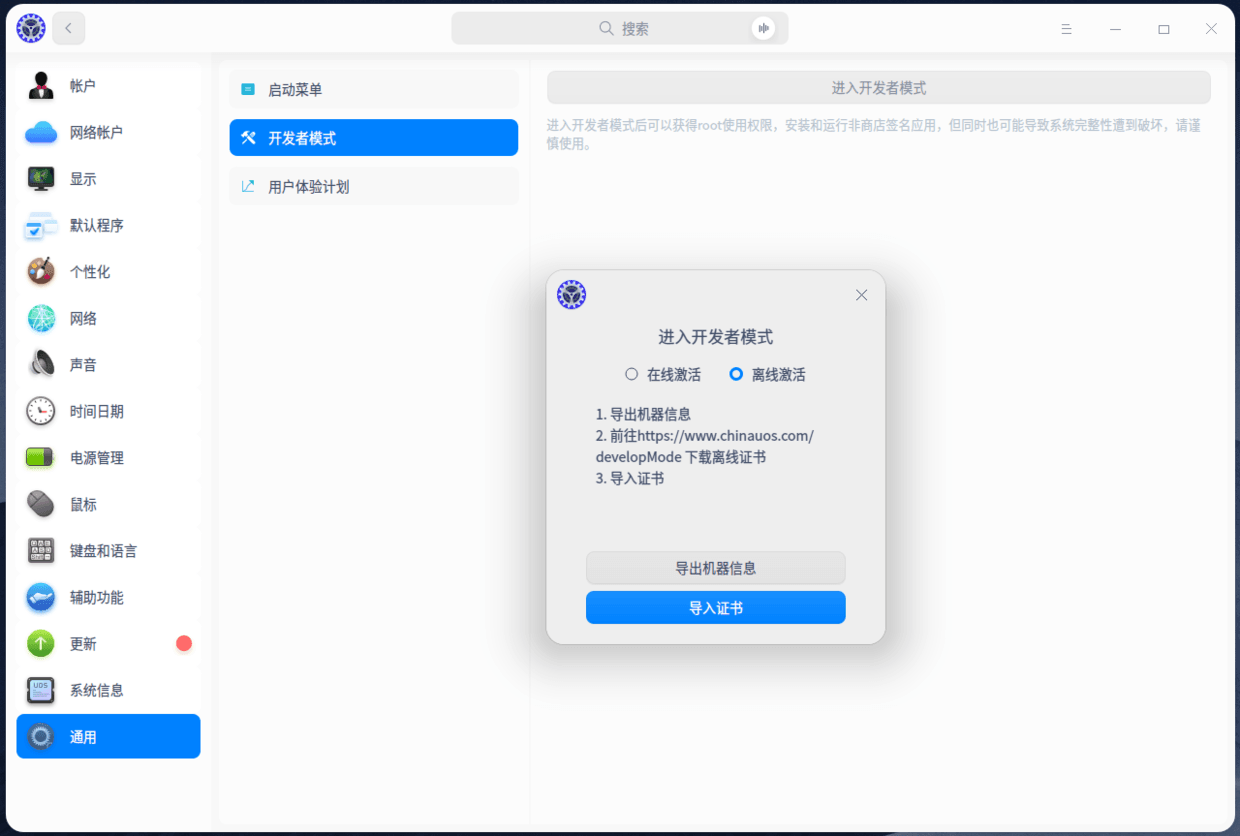 搜索
帐户
网络帐户
显示
默认程序
个性化
网络
声音
时间日期
电源管理
鼠标
键盘和语言
辅助功能
更新
系统信息
通用
启动菜单
开发者模式
用户体验计划
进入开发者模式
进入开发者模式后可以获得root使用权限，安装和运行非商店签名应用，但同时也可能导致系统完整性遭到破坏，请谨
慎使用。
进入开发者模式
在线激活 离线激活
1. 导出机器信息
2. 前往https://www.chinauos.com/
developMode 下载离线证书
3. 导入证书
导出机器信息
导入证书